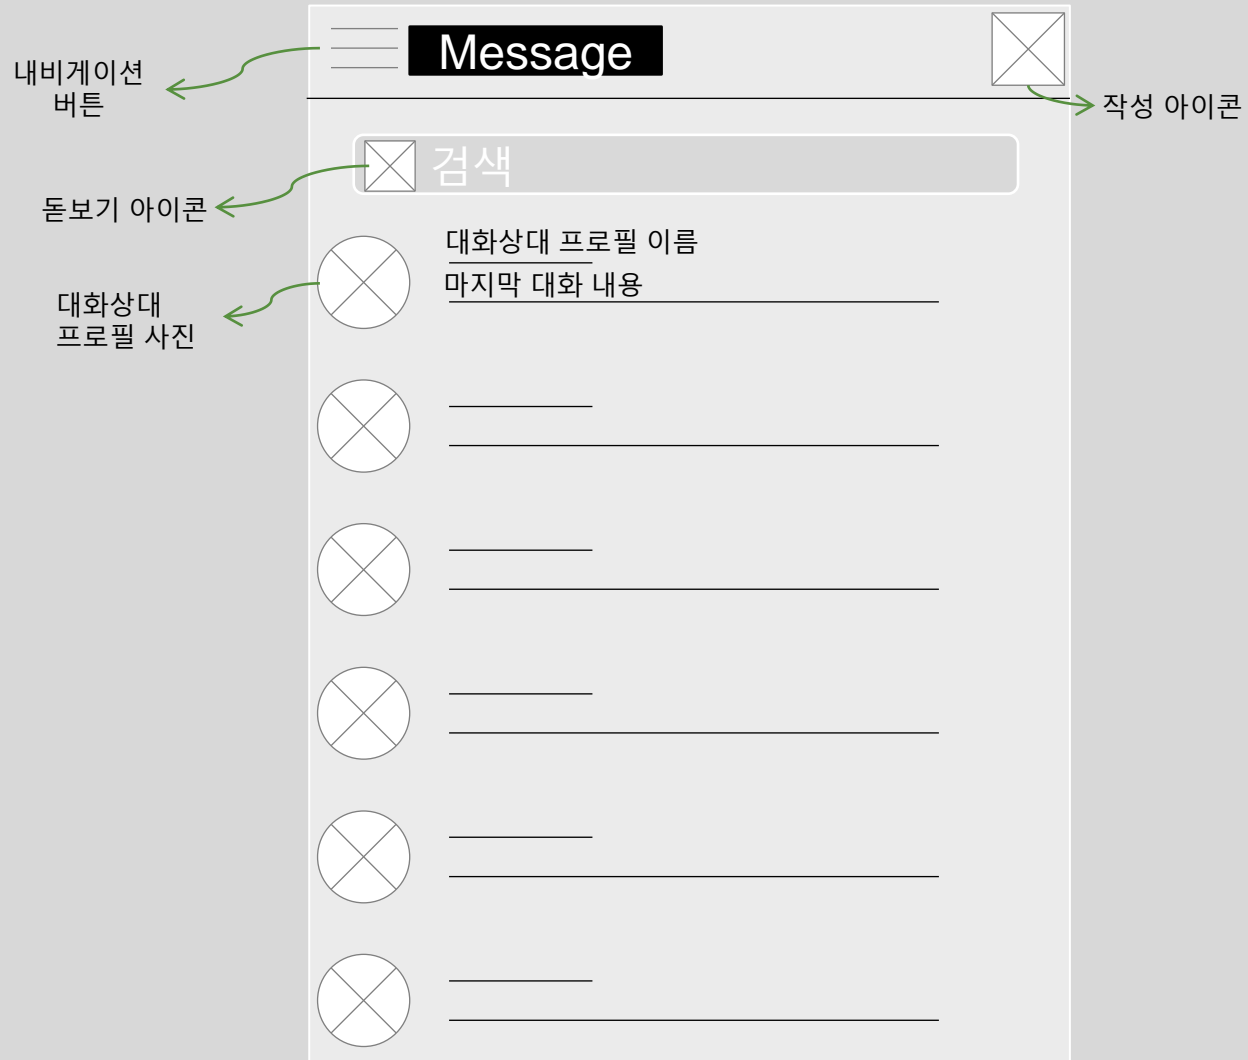 Message
내비게이션
버튼
작성 아이콘
검색
돋보기 아이콘
대화상대 프로필 이름
마지막 대화 내용
대화상대
프로필 사진